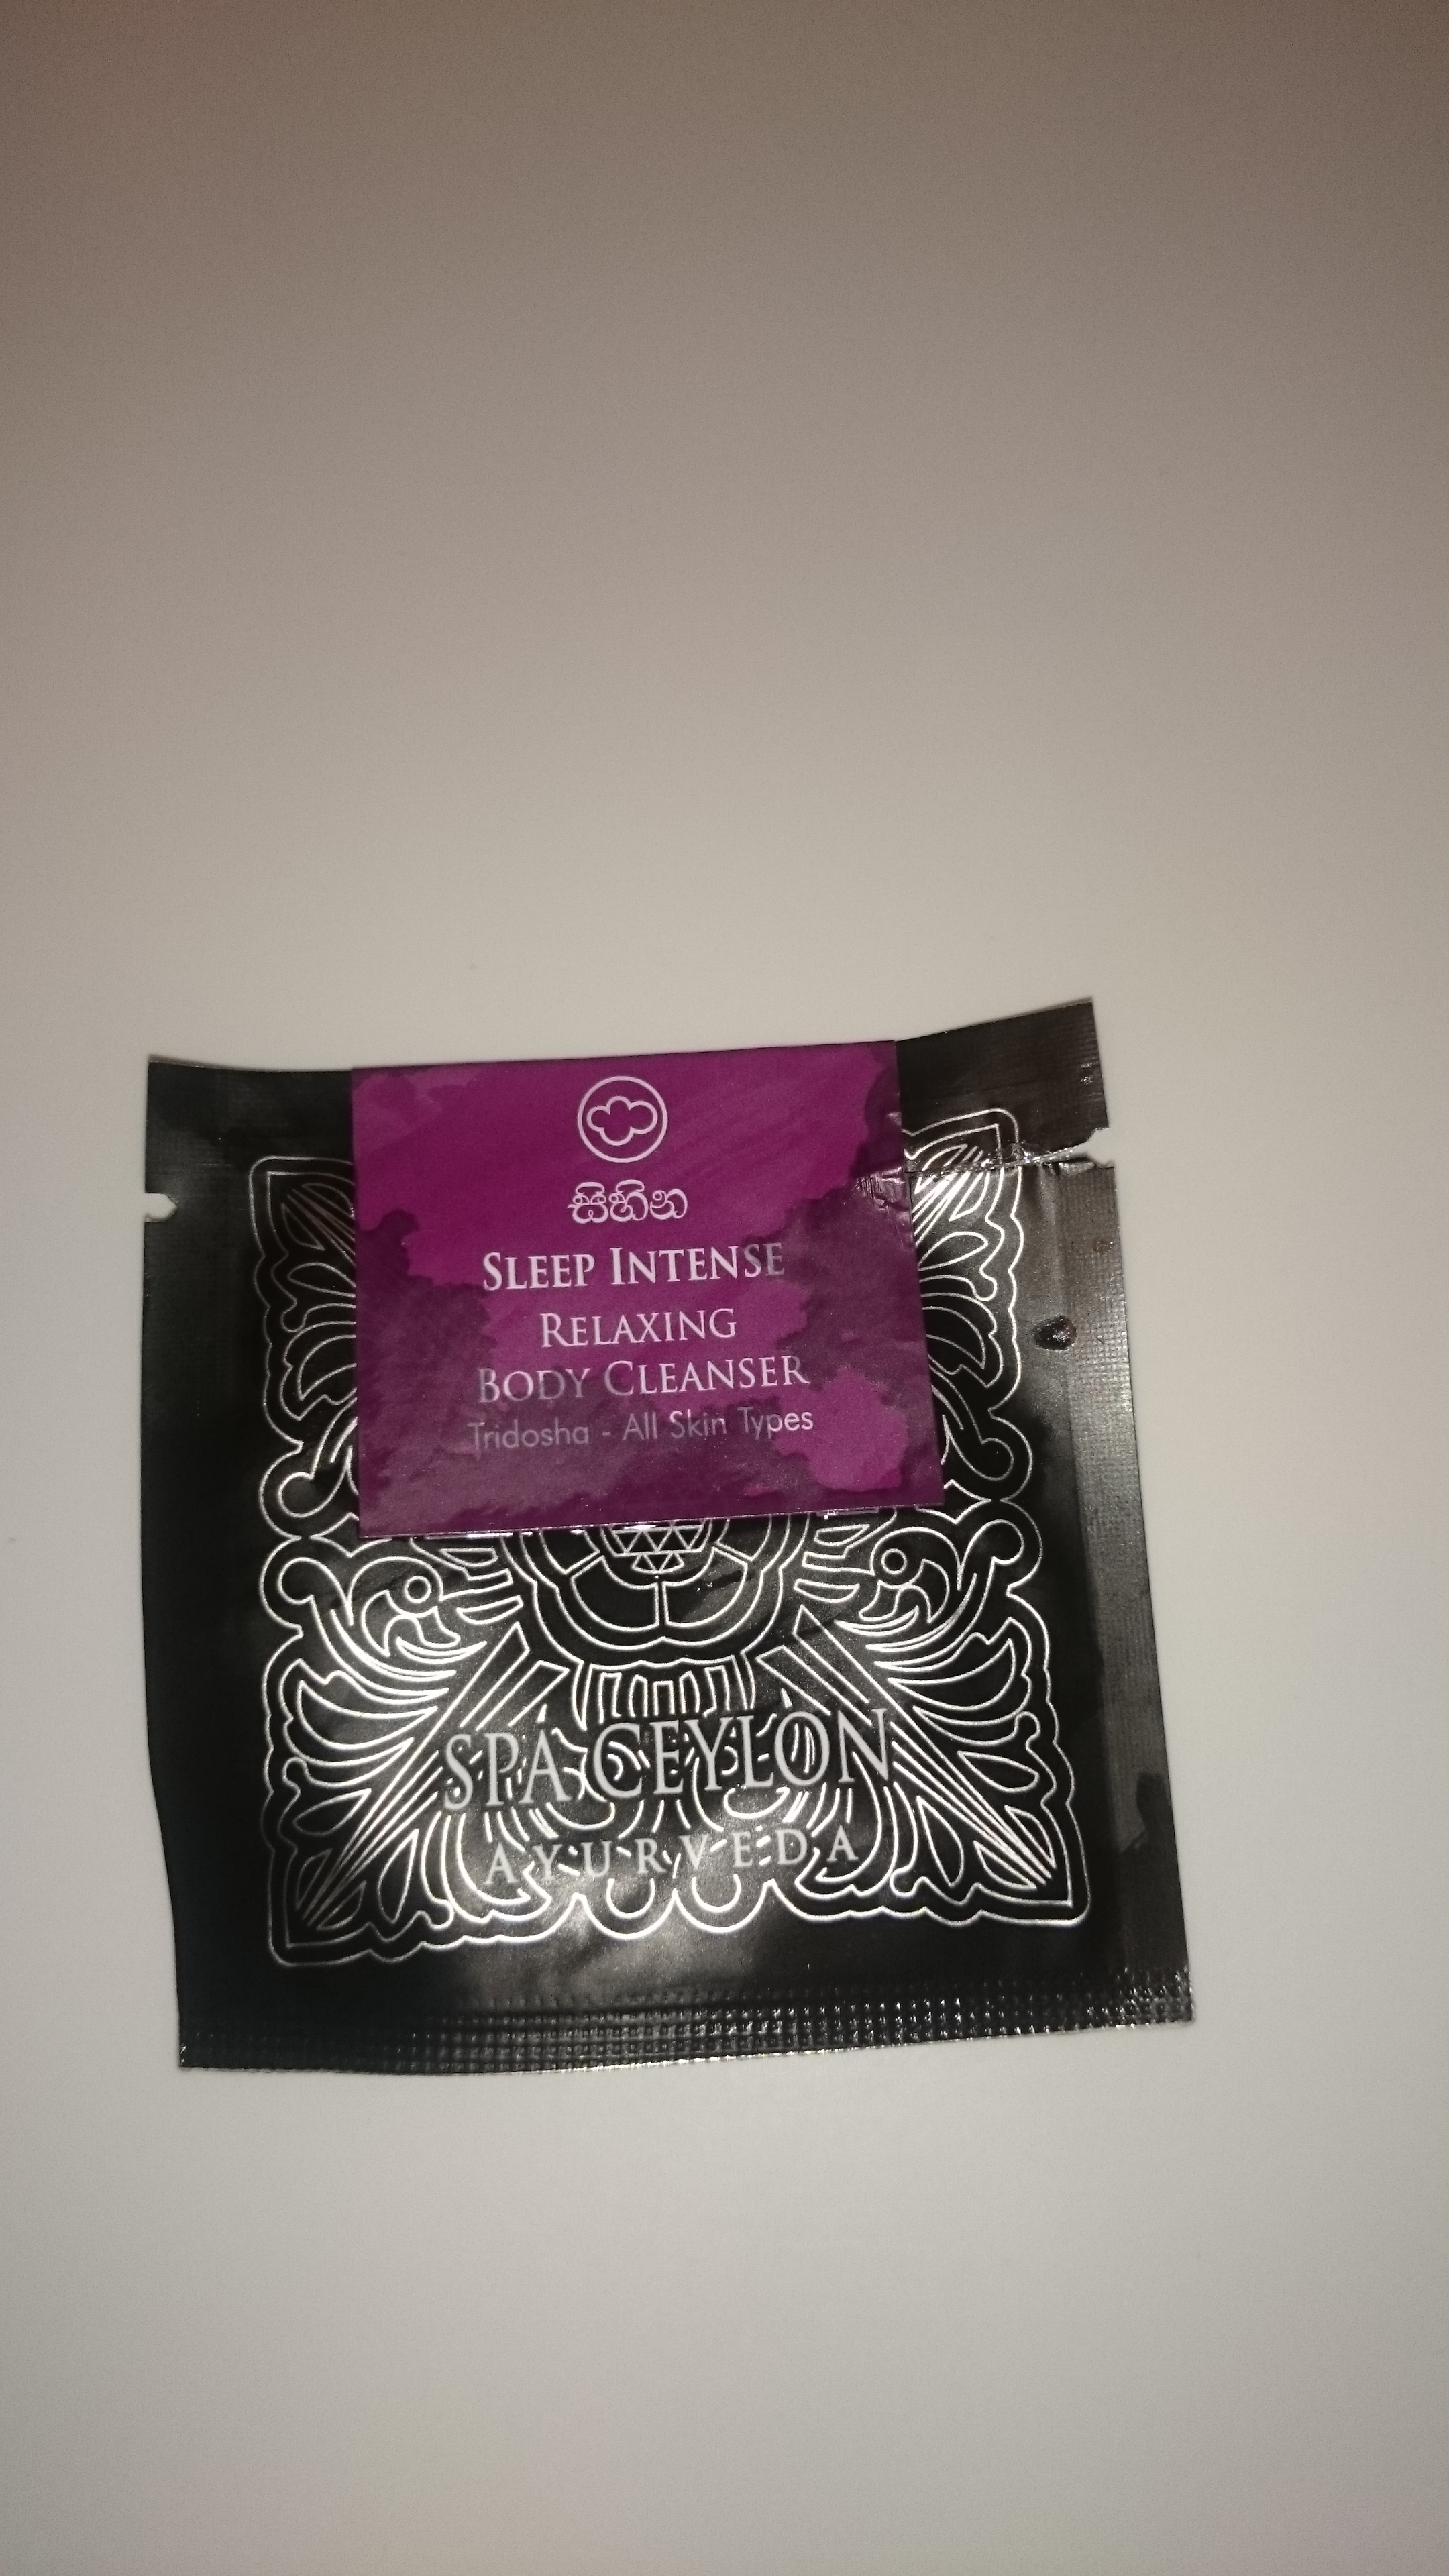 සිහින
SLEEP INTENSE
RELAXING
BODY CLEANSER
Tridosha - All Skin Types
SPA CEYLON
AYURVEDA